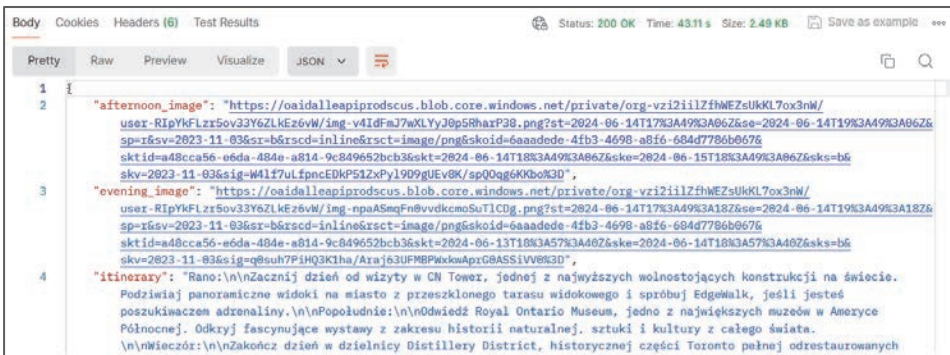 Body Cookies Headers (6) Test Results Status: 200 OK Time: 43.11 s Size: 2.49 KB Save as example
Pretty Raw Preview Visualize JSON
1 {
2 "afternoon_image": "https://oaidalleapiprodscus.blob.core.windows.net/private/org-vzi2iilZfhWEZsUkKL7ox3nW/
user-RIpYkFLzr5ov33Y6ZLkEz6vW/img-v4IdFmJ7wXLYyJ0p5RharP38.png?st=2024-06-14T17%3A49%3A06Z&se=2024-06-14T19%3A49%3A06Z&
sp=r&sv=2023-11-03&sr=b&rscd=inline&rsct=image/png&skoid=6aaadede-4fb3-4698-a8f6-684d7786b067&
sktid=a48cca56-e6da-484e-a814-9c849652bcb3&skt=2024-06-14T18%3A49%3A06Z&ske=2024-06-15T18%3A49%3A06Z&sks=b&
skv=2023-11-03&sig=W4lf7uLfpncEDkP51ZxPyl9D9gUEv8K/spQOqg6KKbo%3D",
3 "evening_image": "https://oaidalleapiprodscus.blob.core.windows.net/private/org-vzi2iilZfhWEZsUkKL7ox3nW/
user-RIpYkFLzr5ov33Y6ZLkEz6vW/img-npaASmqFn0vvdkcmoSuTlCDg.png?st=2024-06-14T17%3A49%3A18Z&se=2024-06-14T19%3A49%3A18Z&
sp=r&sv=2023-11-03&sr=b&rscd=inline&rsct=image/png&skoid=6aaadede-4fb3-4698-a8f6-684d7786b067&
sktid=a48cca56-e6da-484e-a814-9c849652bcb3&skt=2024-06-13T18%3A57%3A40Z&ske=2024-06-14T18%3A57%3A40Z&sks=b&
skv=2023-11-03&sig=q0suh7PiHQ3K1ha/Araj63UFMBPWxkwAprG0ASSiVV0%3D",
4 "itinerary": "Rano:\n\nZacznij dzień od wizyty w CN Tower, jednej z najwyższych wolnostojących konstrukcji na świecie.
Podziwiaj panoramiczne widoki na miasto z przeszklonego tarasu widokowego i spróbuj EdgeWalk, jeśli jesteś
poszukiwaczem adrenaliny.\n\nPopołudnie:\n\nOdwiedź Royal Ontario Museum, jedno z największych muzeów w Ameryce
Północnej. Odkryj fascynujące wystawy z zakresu historii naturalnej, sztuki i kultury z całego świata.
\n\nWieczór:\n\nZakończ dzień w dzielnicy Distillery District, historycznej części Toronto pełnej odrestaurowanych